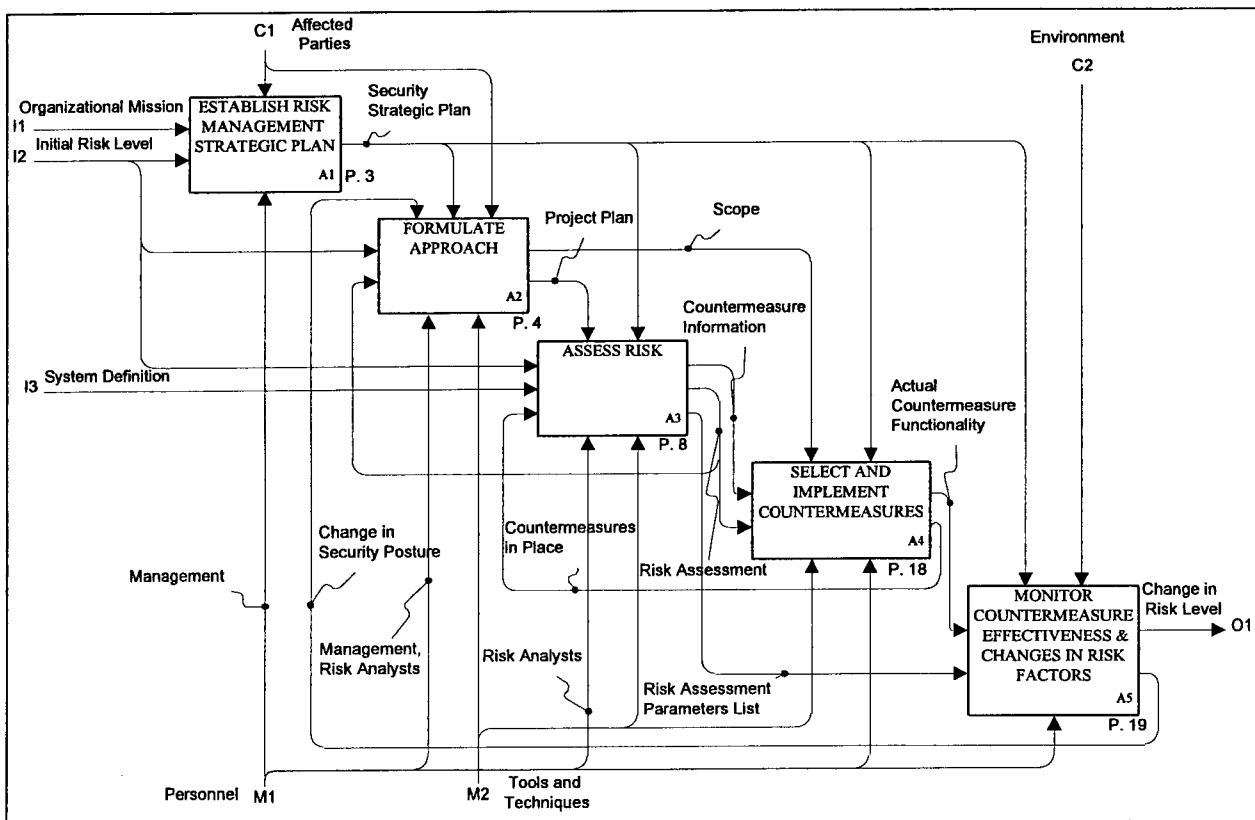 C1
Affected
Parties
Environment
C2
Organizational Mission
I1
Initial Risk Level
I2
ESTABLISH RISK
MANAGEMENT
STRATEGIC PLAN
A1
P. 3
Security
Strategic Plan
FORMULATE
APPROACH
A2
P. 4
Project Plan
Scope
Countermeasure
Information
I3
System Definition
ASSESS RISK
A3
P. 8
Actual
Countermeasure
Functionality
SELECT AND
IMPLEMENT
COUNTERMEASURES
A4
P. 18
Change in
Security Posture
Countermeasures
in Place
Risk Assessment
Management
Management,
Risk Analysts
Risk Analysts
Risk Assessment
Parameters List
MONITOR
COUNTERMEASURE
EFFECTIVENESS &
CHANGES IN RISK
FACTORS
A5
P. 19
Change in
Risk Level
O1
Personnel
M1
M2
Tools and
Techniques